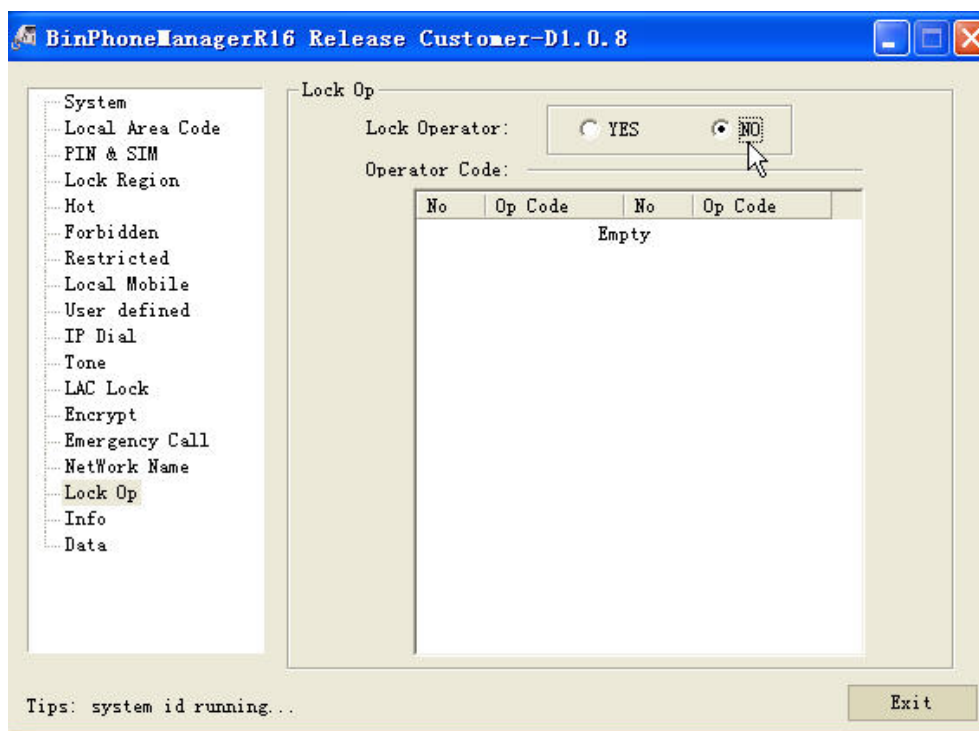 BinPhoneManagerR16 Release Customer-D1.0.8
System
Local Area Code
PIN & SIM
Lock Region
Hot
Forbidden
Restricted
Local Mobile
User defined
IP Dial
Tone
LAC Lock
Encrypt
Emergency Call
NetWork Name
Lock Op
Info
Data
Lock Op
Lock Operator: YES NO
Operator Code:
No Op Code No Op Code
Empty
Tips: system id running...
Exit